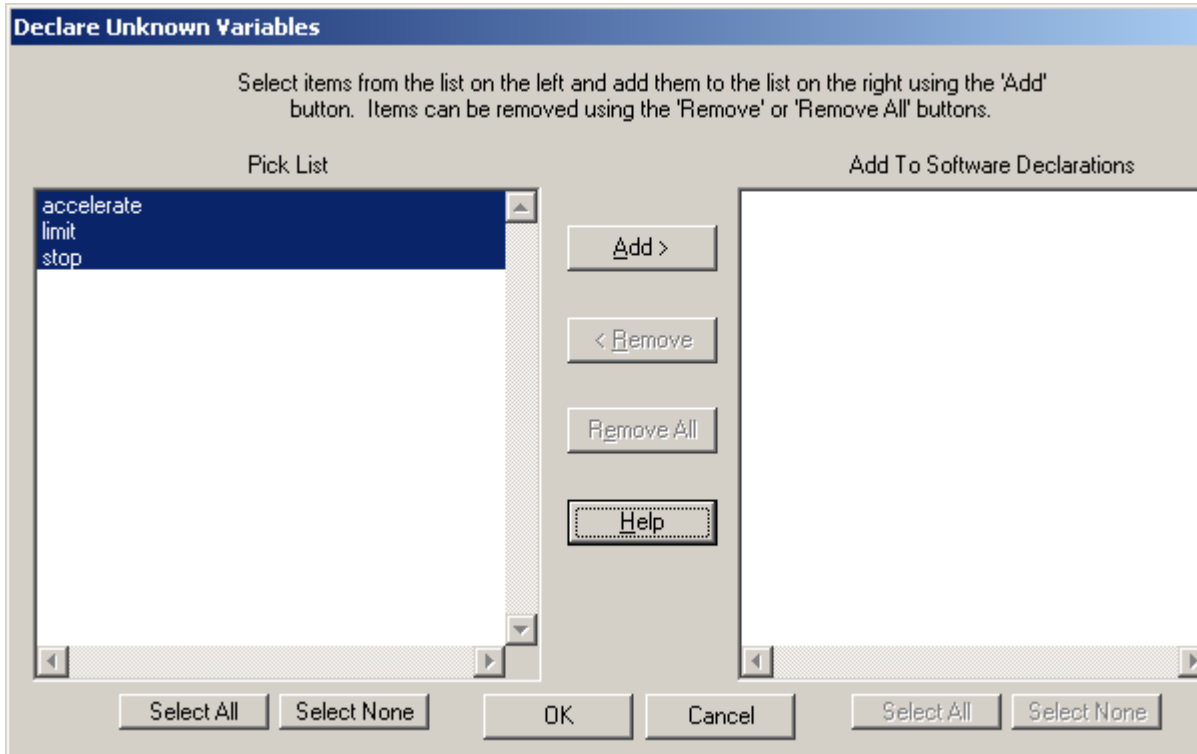 Declare Unknown Variables
Select items from the list on the left and add them to the list on the right using the 'Add'
button.  Items can be removed using the 'Remove' or 'Remove All' buttons.
Pick List
Add To Software Declarations
accelerate
limit
stop
Add >
< Remove
Remove All
Help
Select All
Select None
OK
Cancel
Select All
Select None